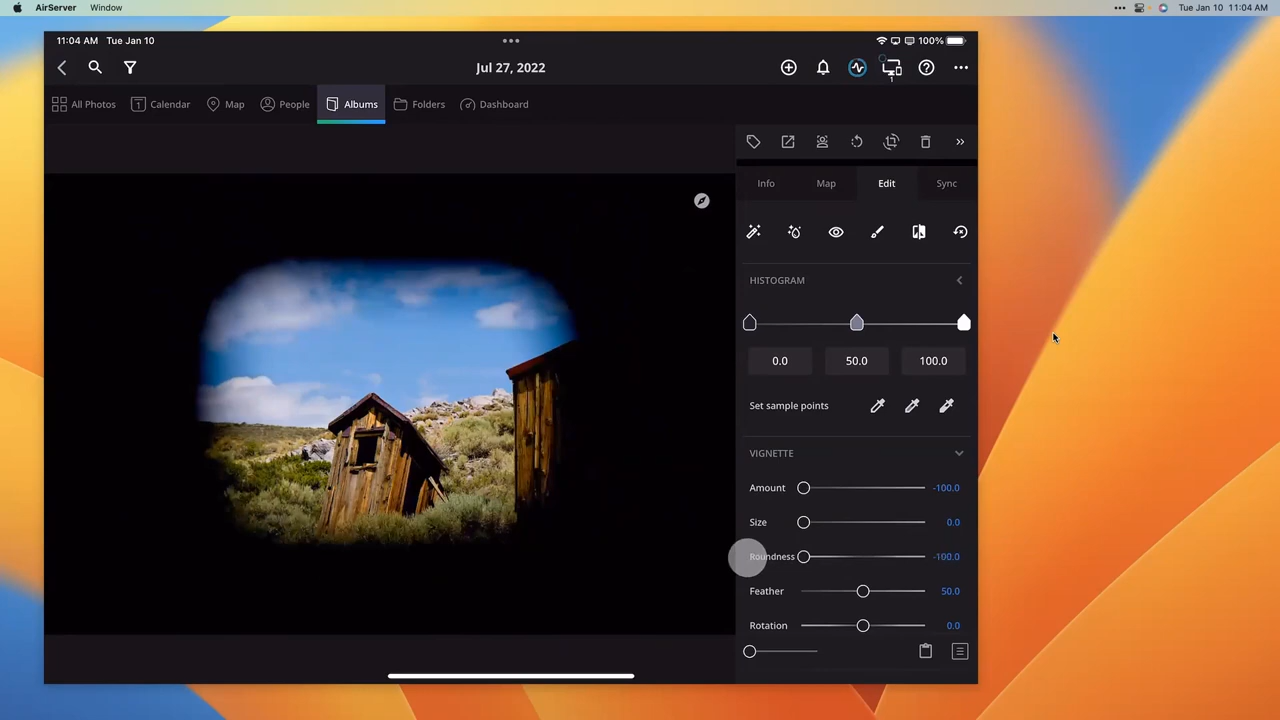 AirServer Window Tue Jan 10 11:04 AM
11:04 AM Tue Jan 10 100%
Jul 27, 2022
1
All Photos Calendar Map People Albums Folders Dashboard
Info Map Edit Sync
HISTOGRAM
0.0 50.0 100.0
Set sample points
VIGNETTE
Amount -100.0
Size 0.0
Roundness -100.0
Feather 50.0
Rotation 0.0